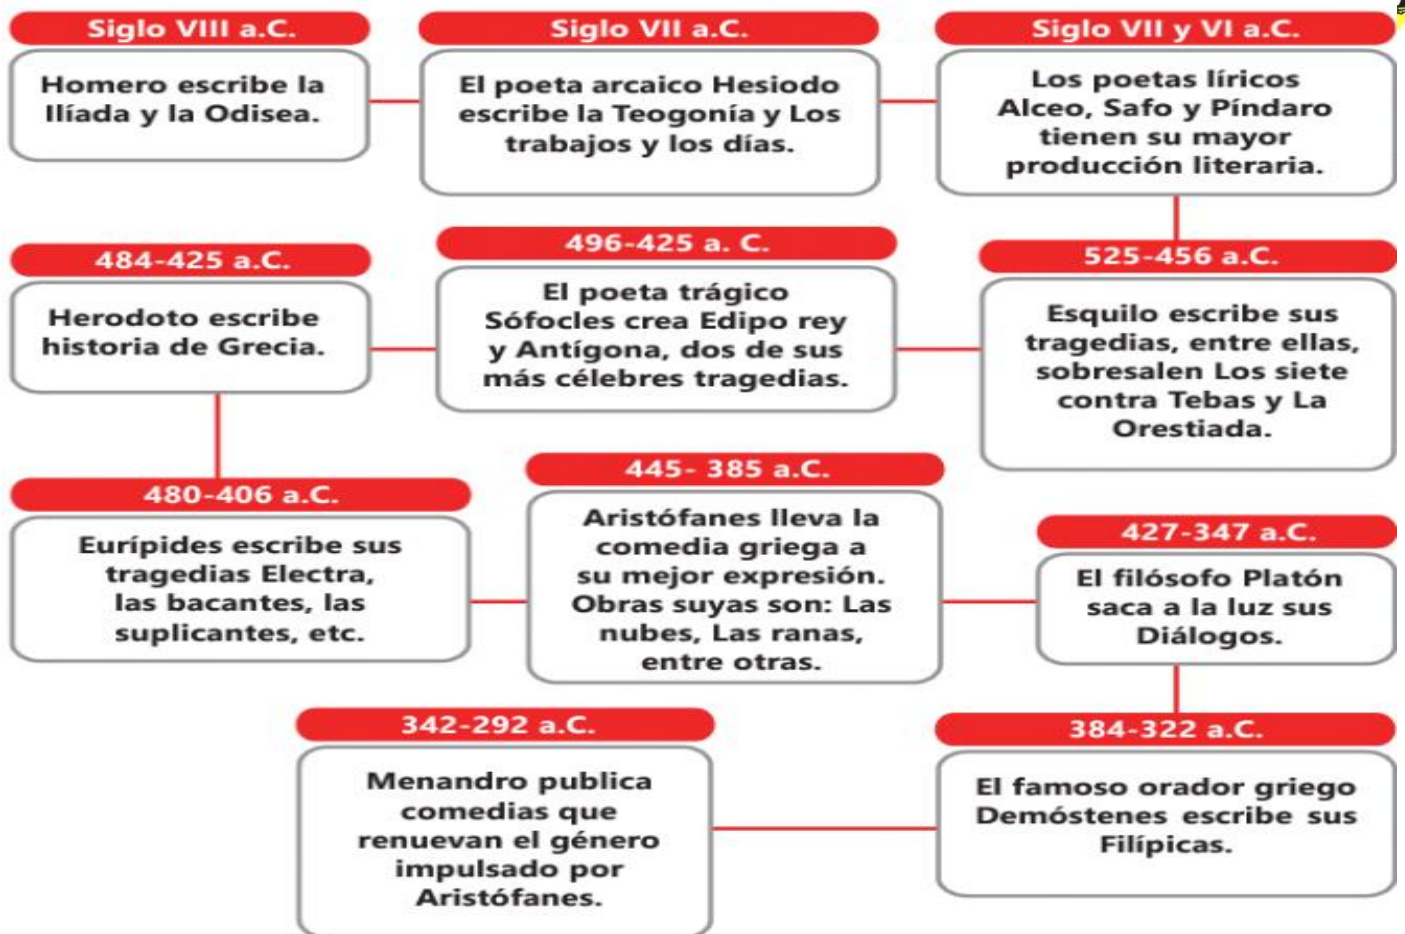 Siglo VIII a.C.
Homero escribe la
Ilíada y la Odisea.
Siglo VII a.C.
El poeta arcaico Hesiodo
escribe la Teogonía y Los
trabajos y los días.
Siglo VII y VI a.C.
Los poetas líricos
Alceo, Safo y Píndaro
tienen su mayor
producción literaria.
525-456 a.C.
Esquilo escribe sus
tragedias, entre ellas,
sobresalen Los siete
contra Tebas y La
Orestiada.
496-425 a. C.
El poeta trágico
Sófocles crea Edipo rey
y Antígona, dos de sus
más célebres tragedias.
484-425 a.C.
Herodoto escribe
historia de Grecia.
480-406 a.C.
Eurípides escribe sus
tragedias Electra,
las bacantes, las
suplicantes, etc.
445- 385 a.C.
Aristófanes lleva la
comedia griega a
su mejor expresión.
Obras suyas son: Las
nubes, Las ranas,
entre otras.
427-347 a.C.
El filósofo Platón
saca a la luz sus
Diálogos.
384-322 a.C.
El famoso orador griego
Demóstenes escribe sus
Filípicas.
342-292 a.C.
Menandro publica
comedias que
renuevan el género
impulsado por
Aristófanes.